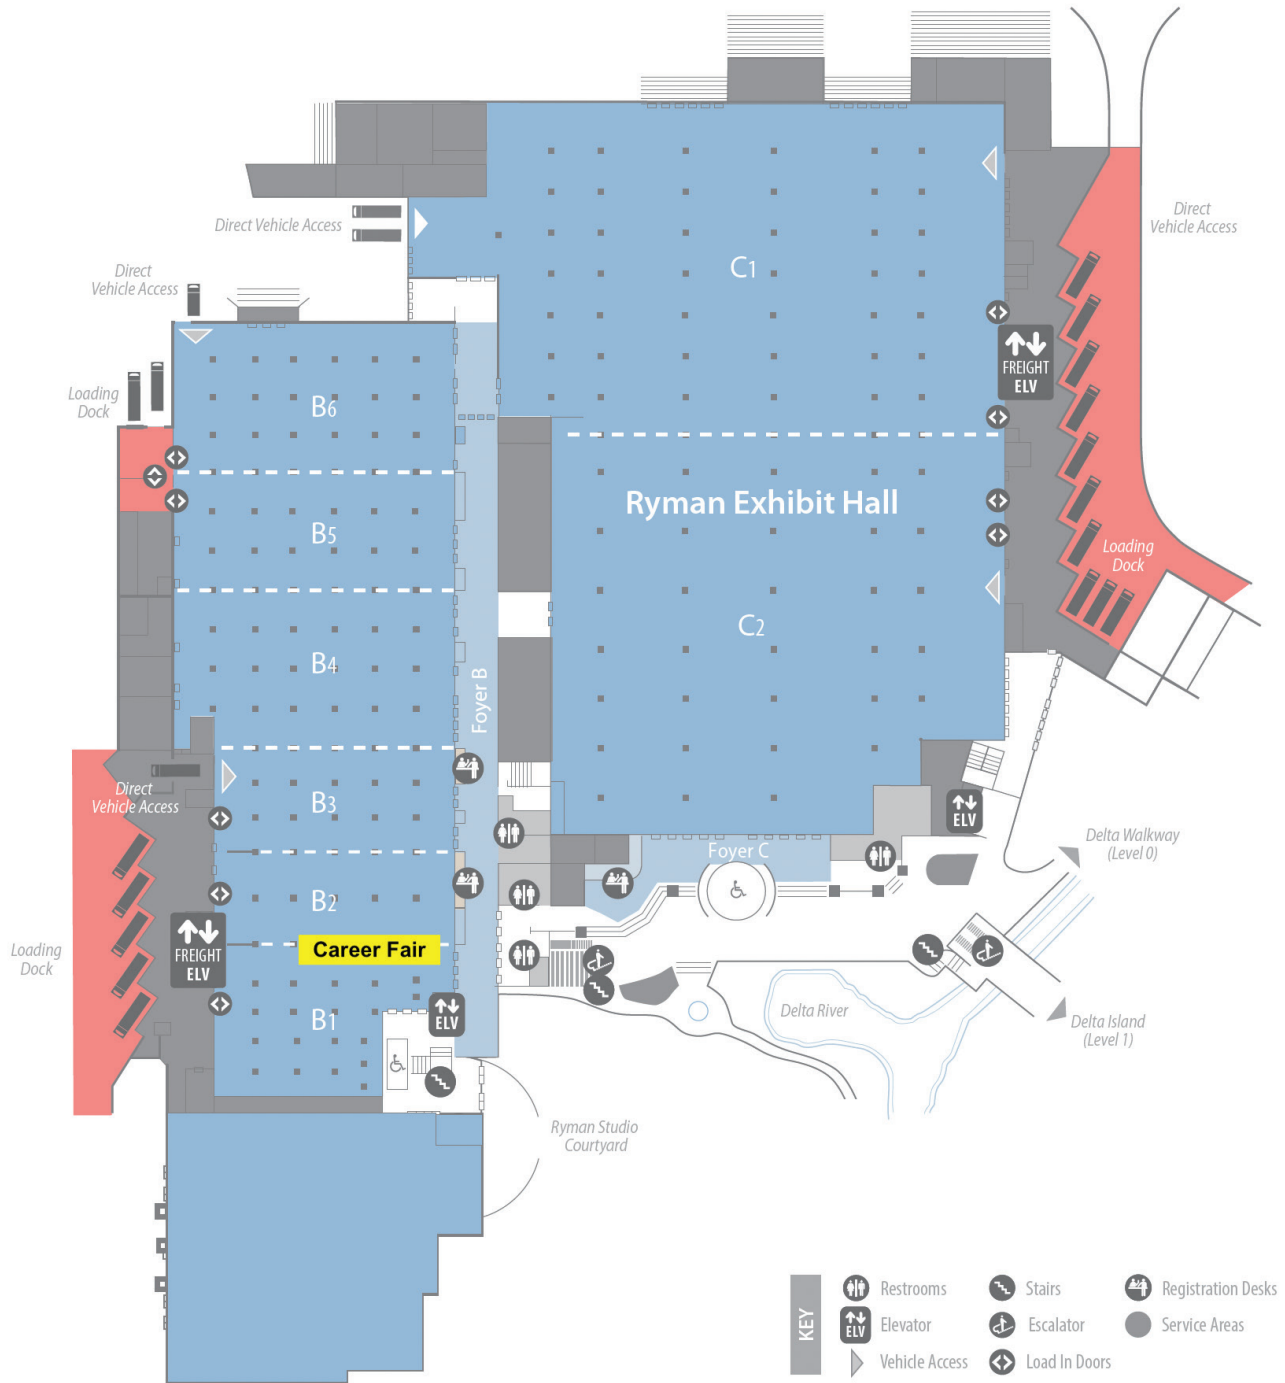 Direct Vehicle Access
Direct
Vehicle Access
Direct
Vehicle Access
C1
Loading
Dock
FREIGHT
ELV
B6
Ryman Exhibit Hall
B5
Loading
Dock
C2
B4
Foyer B
Direct
Vehicle Access
B3
ELV
Delta Walkway
(Level 0)
Foyer C
B2
Career Fair
FREIGHT
ELV
Loading
Dock
B1
ELV
Delta River
Delta Island
(Level 1)
Ryman Studio
Courtyard
KEY
Restrooms
Stairs
Registration Desks
ELV
Elevator
Escalator
Service Areas
Vehicle Access
Load In Doors